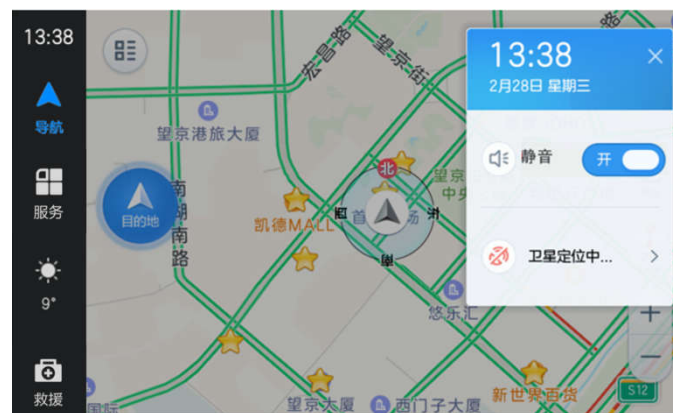 13:38
导航
服务
9°
救援
目的地
宏昌路
望京街
望京港旅大厦
南湖南路
凯德MALL
北
东
南
西
悠乐汇
望京大厦
西门子大厦
新世界百货
S12
13:38
2月28日 星期三
静音
开
卫星定位中...